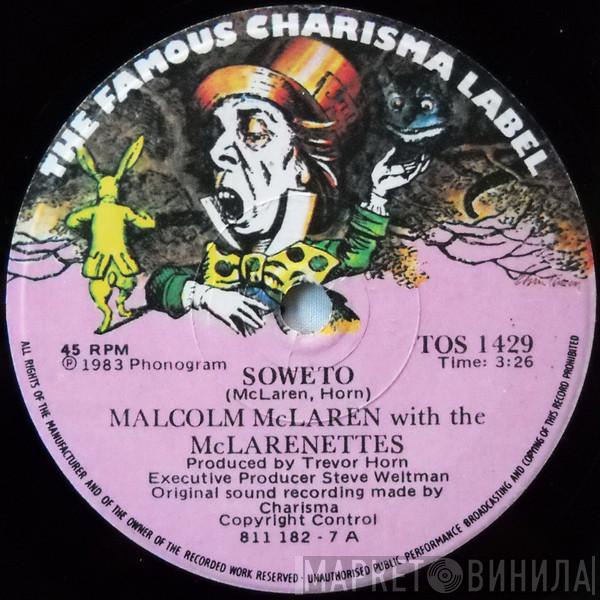 THE FAMOUS CHARISMA LABEL
45 RPM
℗ 1983 Phonogram
TOS 1429
Time: 3:26
SOWETO
(McLaren, Horn)
MALCOLM McLAREN with the
McLARENETTES
Produced by Trevor Horn
Executive Producer Steve Weltman
Original sound recording made by
Charisma
Copyright Control
811 182 - 7 A
ALL RIGHTS OF THE MANUFACTURER AND OF THE OWNER OF THE RECORDED WORK RESERVED · UNAUTHORISED PUBLIC PERFORMANCE BROADCASTING AND COPYING OF THIS RECORD PROHIBITED
МАРКЕТ ВИНИЛА